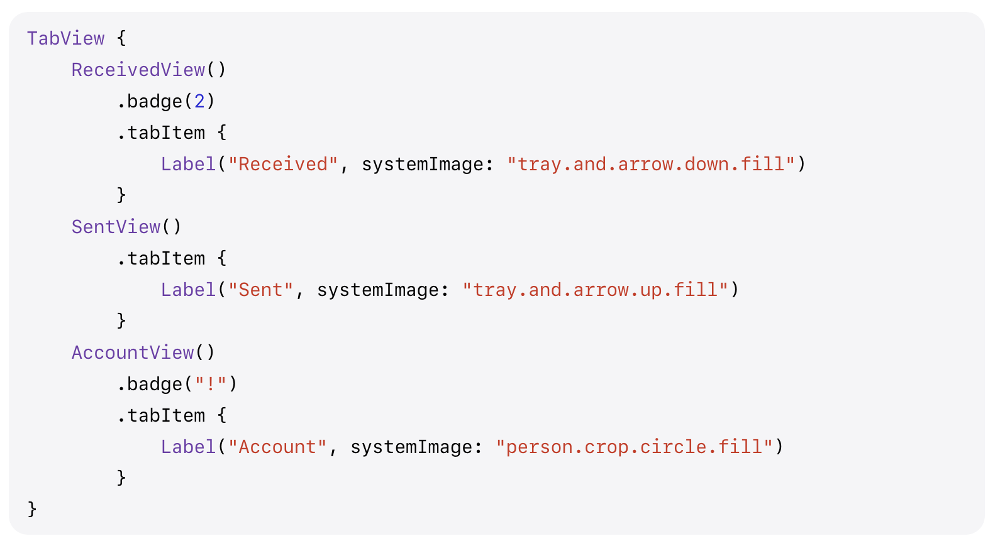 TabView {
    ReceivedView()
        .badge(2)
        .tabItem {
            Label("Received", systemImage: "tray.and.arrow.down.fill")
        }
    SentView()
        .tabItem {
            Label("Sent", systemImage: "tray.and.arrow.up.fill")
        }
    AccountView()
        .badge("!")
        .tabItem {
            Label("Account", systemImage: "person.crop.circle.fill")
        }
}